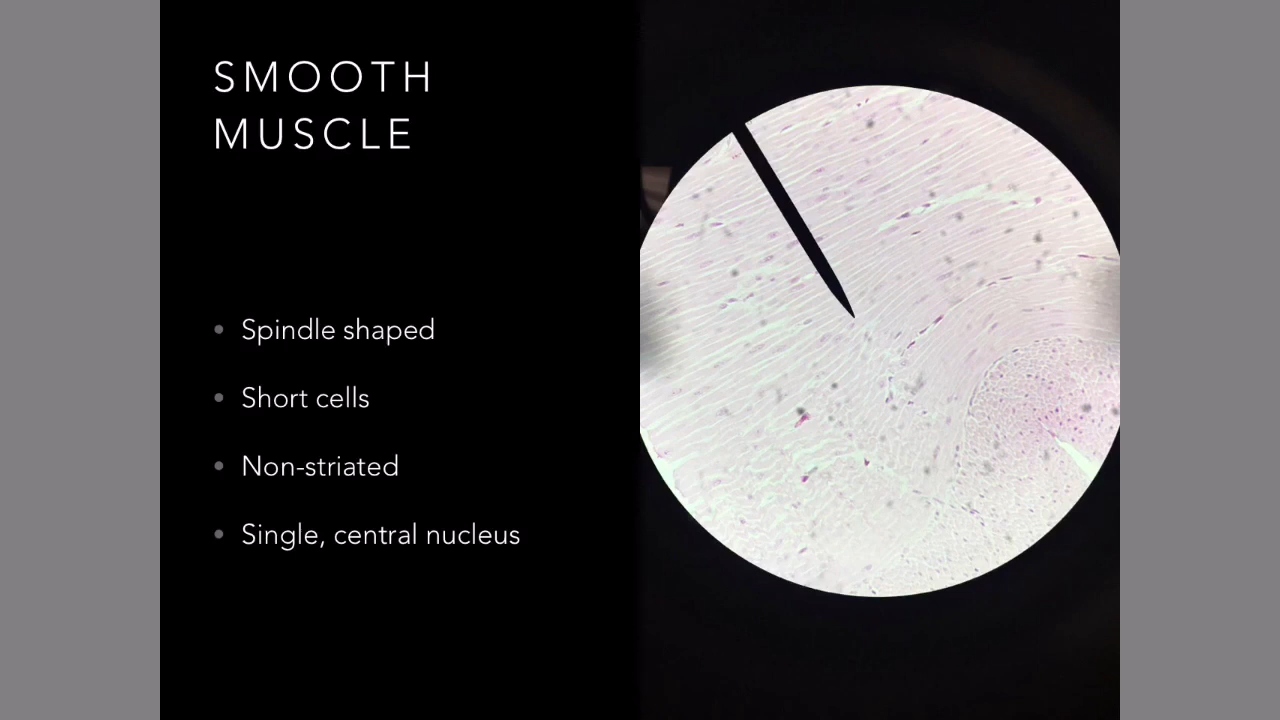 SMOOTH
MUSCLE
Spindle shaped
Short cells
Non-striated
Single, central nucleus